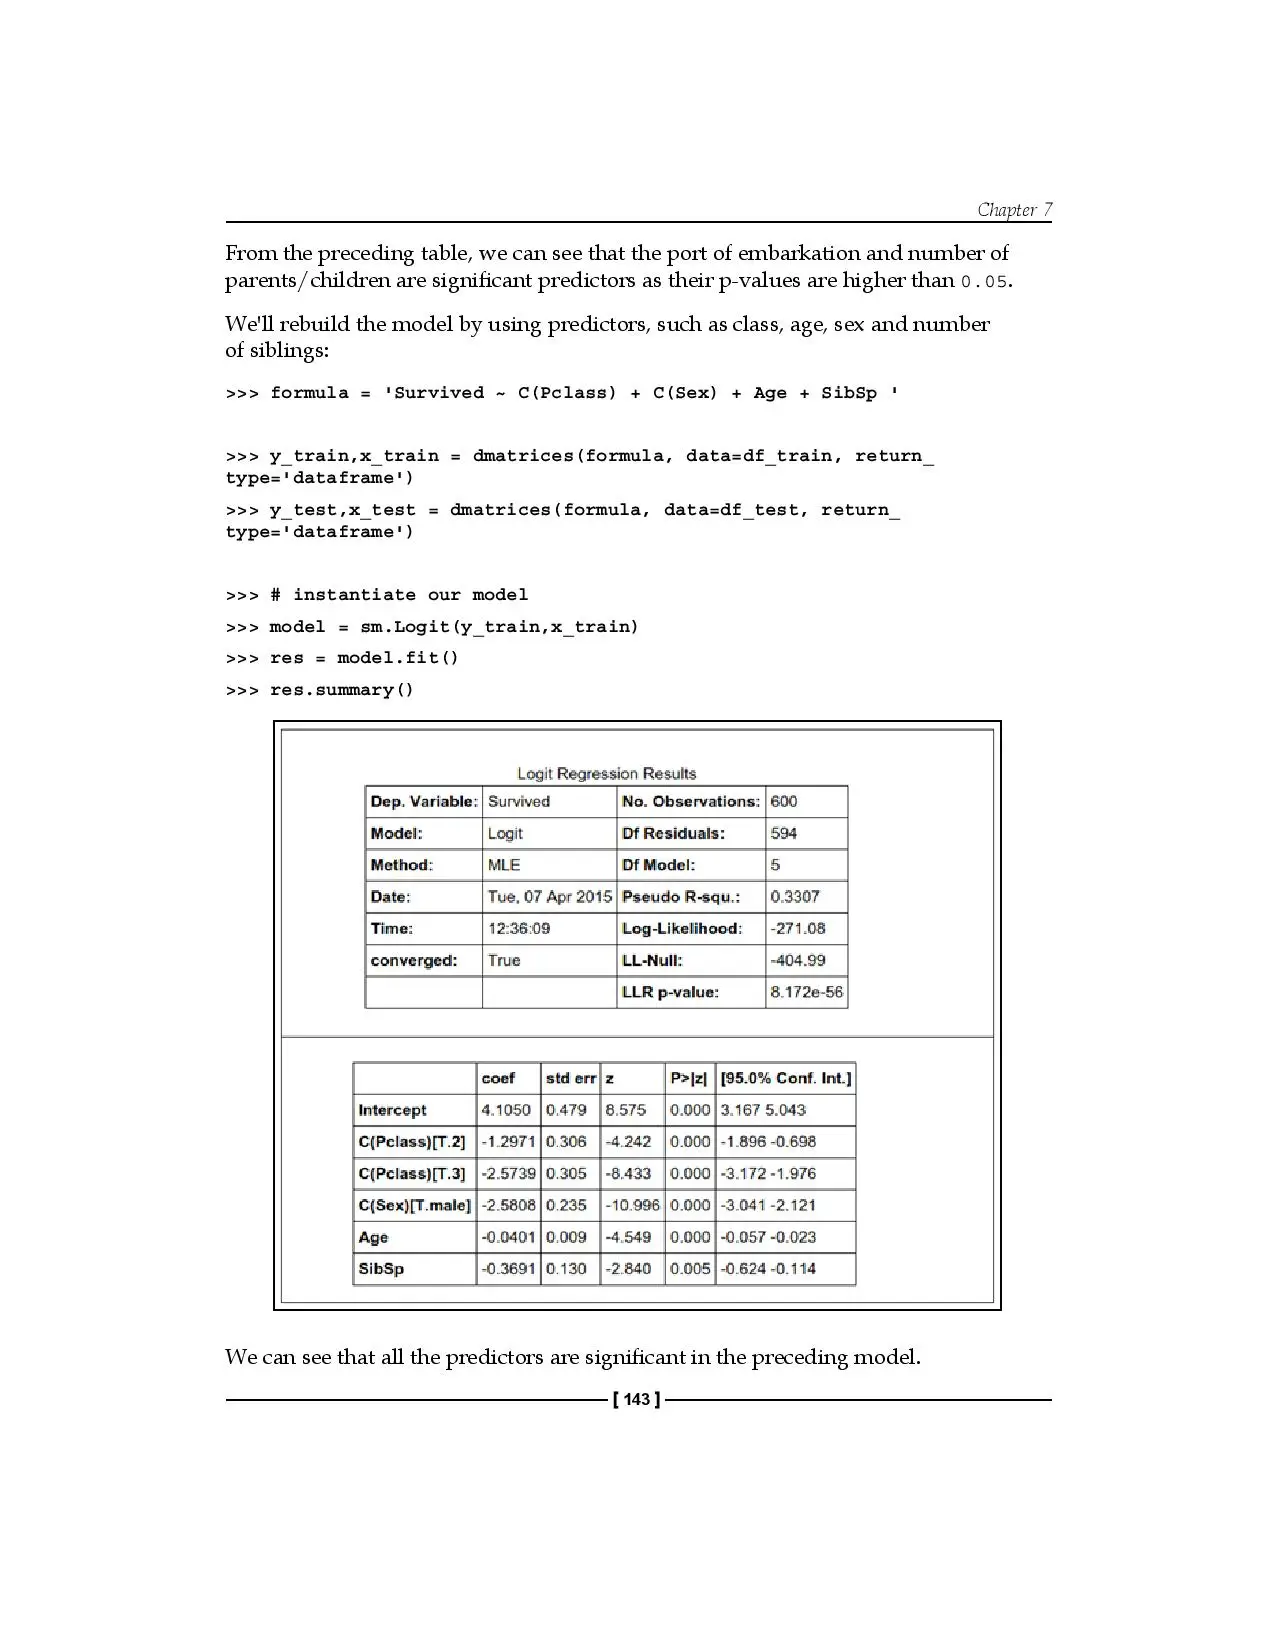 Chapter 7
From the preceding table, we can see that the port of embarkation and number of
parents/children are significant predictors as their p-values are higher than 0.05.
We'll rebuild the model by using predictors, such as class, age, sex and number
of siblings:
>>> formula = 'Survived ~ C(Pclass) + C(Sex) + Age + SibSp '
>>> y_train,x_train = dmatrices(formula, data=df_train, return_
type='dataframe')
>>> y_test,x_test = dmatrices(formula, data=df_test, return_
type='dataframe')
>>> # instantiate our model
>>> model = sm.Logit(y_train,x_train)
>>> res = model.fit()
>>> res.summary()
Logit Regression Results
Dep. Variable: Survived No. Observations: 600
Model: Logit Df Residuals: 594
Method: MLE Df Model: 5
Date: Tue, 07 Apr 2015 Pseudo R-squ.: 0.3307
Time: 12:36:09 Log-Likelihood: -271.08
converged: True LL-Null: -404.99
LLR p-value: 8.172e-56
coef std err z P>|z| [95.0% Conf. Int.]
Intercept 4.1050 0.479 8.575 0.000 3.167 5.043
C(Pclass)[T.2] -1.2971 0.306 -4.242 0.000 -1.896 -0.698
C(Pclass)[T.3] -2.5739 0.305 -8.433 0.000 -3.172 -1.976
C(Sex)[T.male] -2.5808 0.235 -10.996 0.000 -3.041 -2.121
Age -0.0401 0.009 -4.549 0.000 -0.057 -0.023
SibSp -0.3691 0.130 -2.840 0.005 -0.624 -0.114
We can see that all the predictors are significant in the preceding model.
[ 143 ]